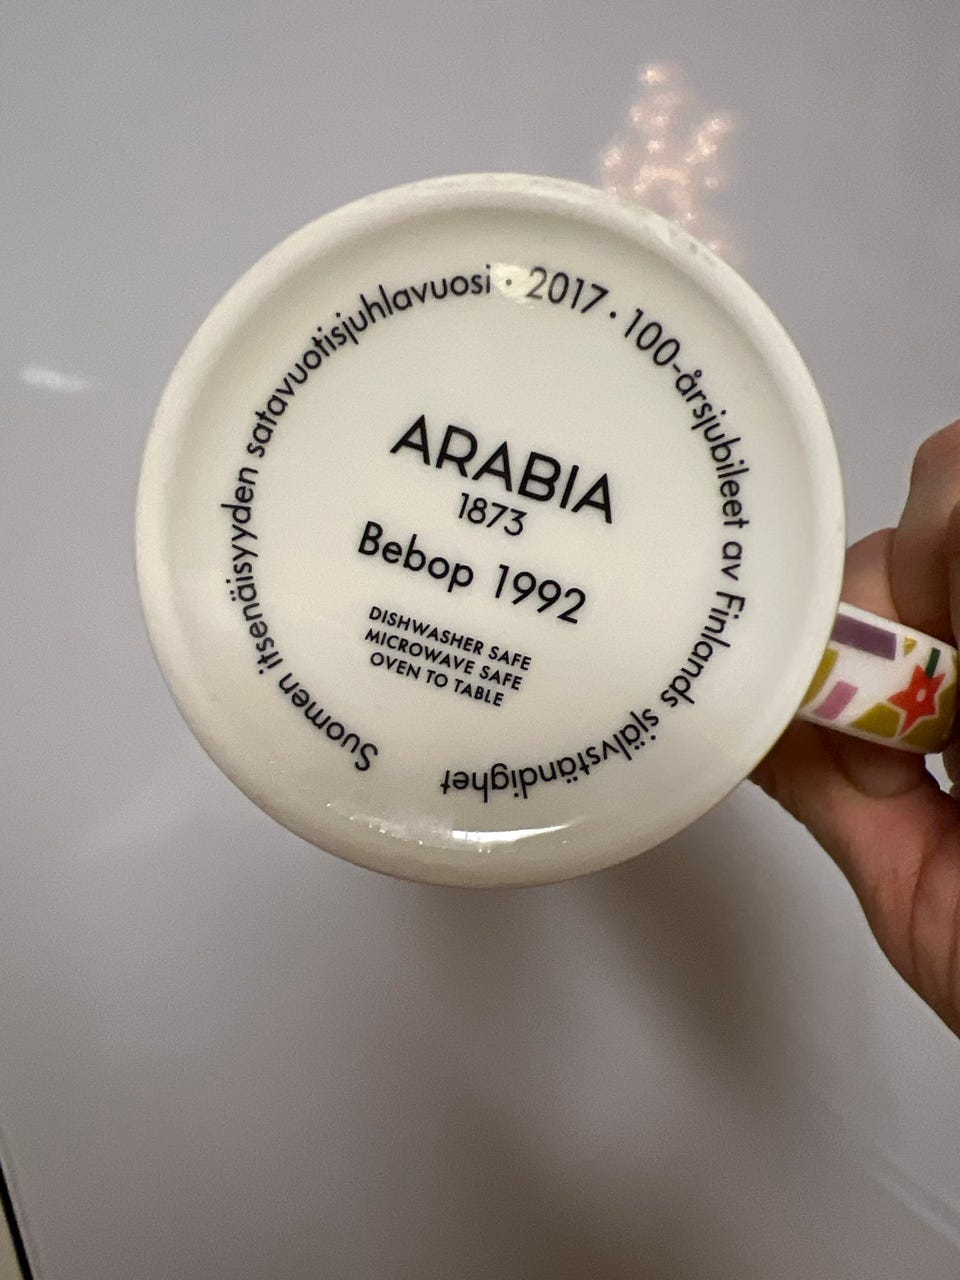 Suomen itsenäisyyden satavuotisjuhlavuosi · 2017 · 100-årsjubileet av Finlands självständighet
ARABIA
1873
Bebop 1992
DISHWASHER SAFE
MICROWAVE SAFE
OVEN TO TABLE